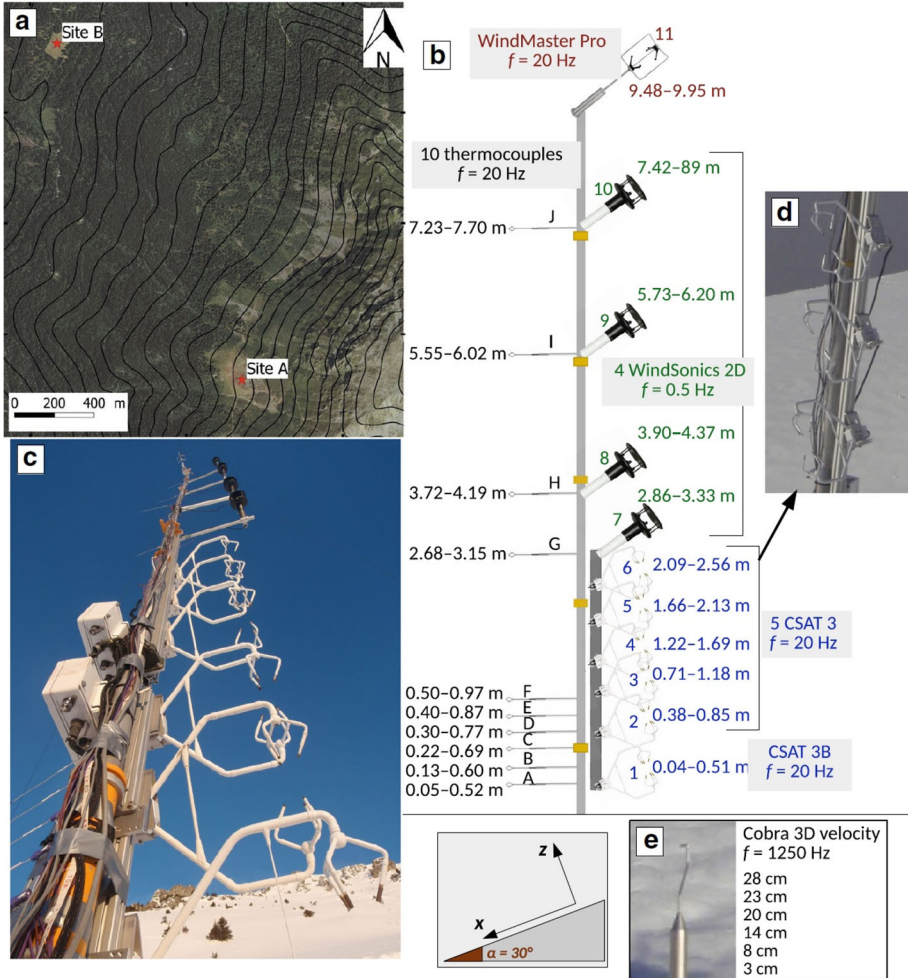 a
Site B
N
Site A
0 200 400 m
b
WindMaster Pro
f = 20 Hz
11
9.48–9.95 m
10 thermocouples
f = 20 Hz
7.42–89 m
10
J
7.23–7.70 m
5.73–6.20 m
9
I
5.55–6.02 m
4 WindSonics 2D
f = 0.5 Hz
3.90–4.37 m
8
H
3.72–4.19 m
2.86–3.33 m
7
G
2.68–3.15 m
6 2.09–2.56 m
5 1.66–2.13 m
4 1.22–1.69 m
3 0.71–1.18 m
2 0.38–0.85 m
1 0.04–0.51m
5 CSAT 3
f = 20 Hz
CSAT 3B
f = 20 Hz
0.50–0.97 m F
0.40–0.87 m E
0.30–0.77 m D
0.22–0.69 m C
0.13–0.60 m B
0.05–0.52 m A
c
d
z
x
α = 30°
e
Cobra 3D velocity
f = 1250 Hz
28 cm
23 cm
20 cm
14 cm
8 cm
3 cm